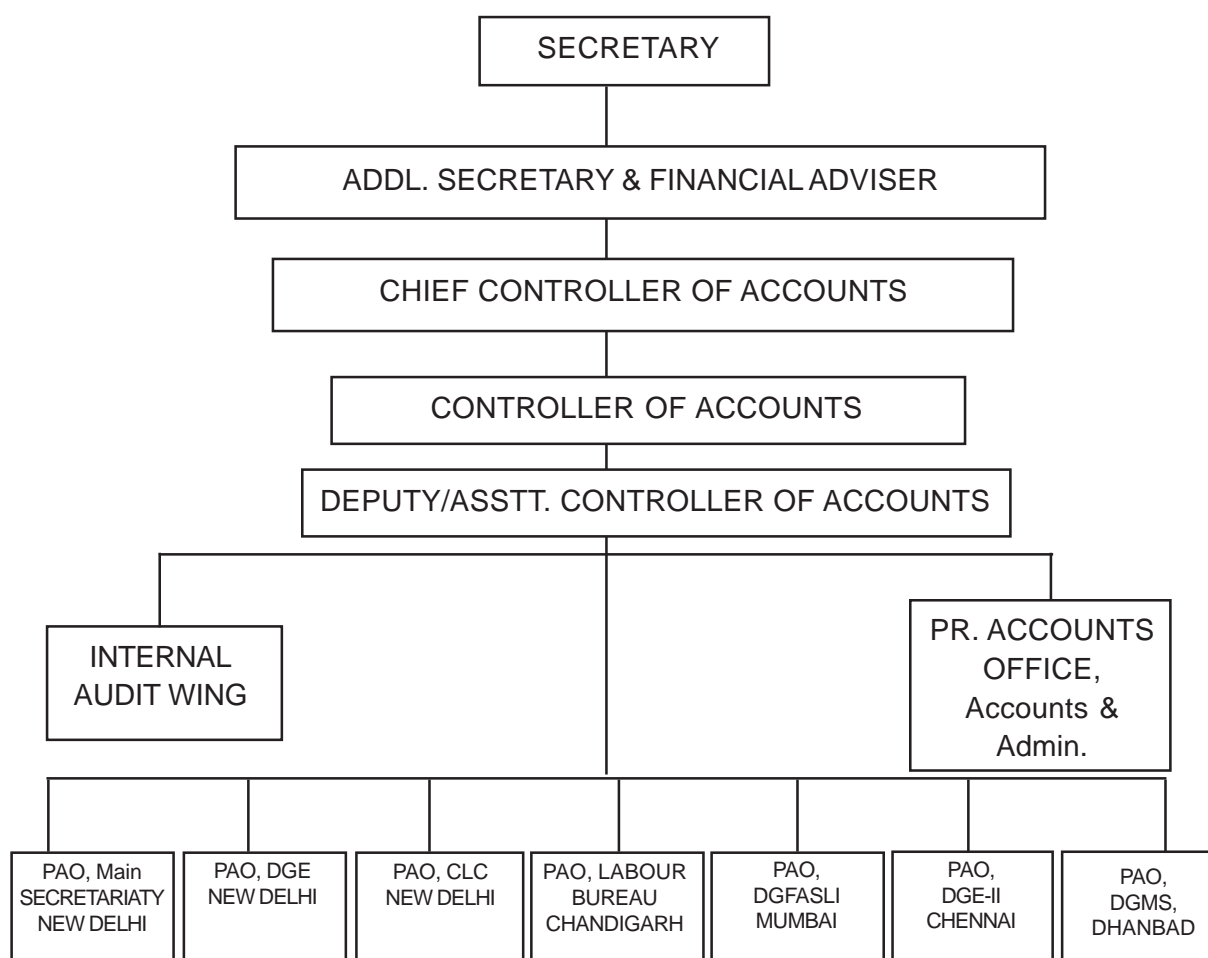 SECRETARY
ADDL. SECRETARY & FINANCIAL ADVISER
CHIEF CONTROLLER OF ACCOUNTS
CONTROLLER OF ACCOUNTS
DEPUTY/ASSTT. CONTROLLER OF ACCOUNTS
INTERNAL
AUDIT WING
PR. ACCOUNTS
OFFICE,
Accounts &
Admin.
PAO, Main
SECRETARIATY
NEW DELHI
PAO, DGE
NEW DELHI
PAO, CLC
NEW DELHI
PAO, LABOUR
BUREAU
CHANDIGARH
PAO,
DGFASLI
MUMBAI
PAO,
DGE-II
CHENNAI
PAO,
DGMS,
DHANBAD